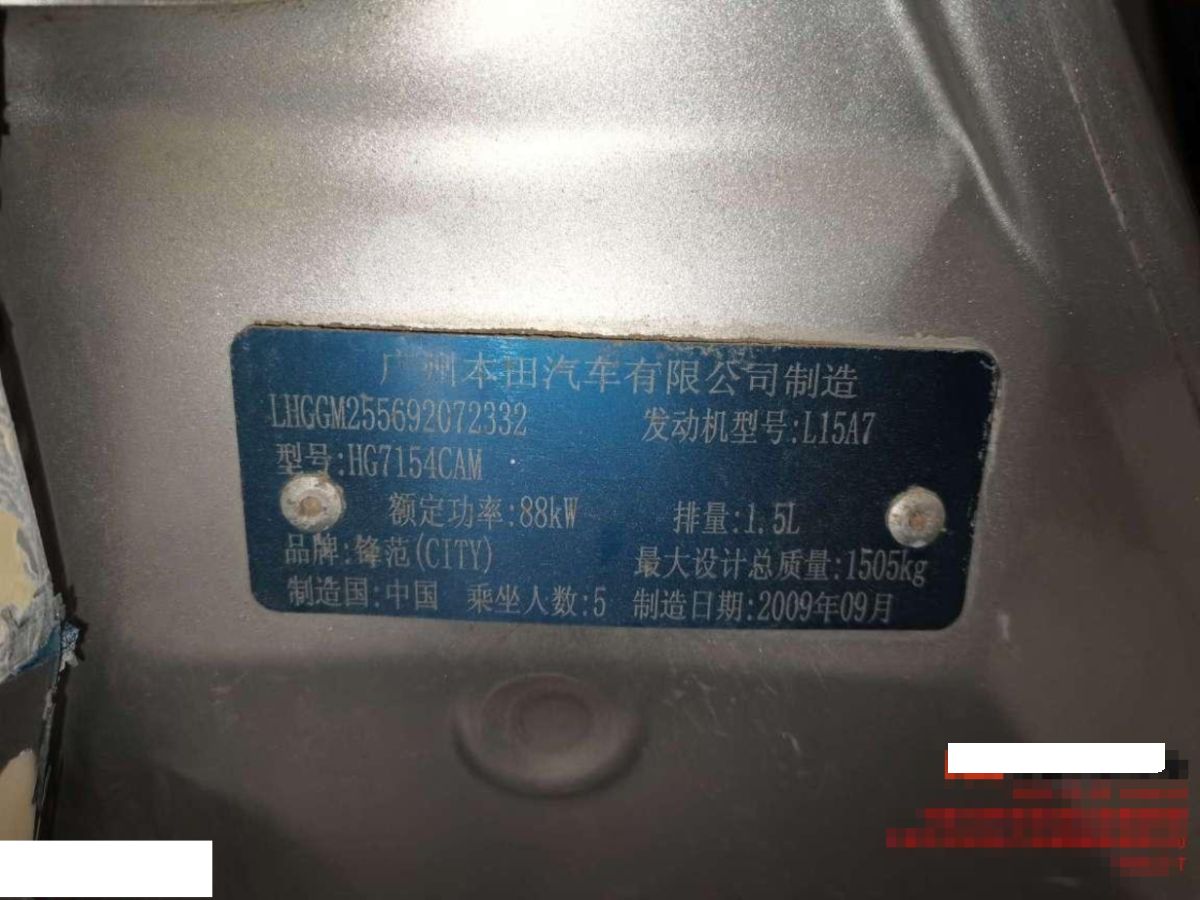 广州本田汽车有限公司制造
LHGGM255692072332 发动机型号:L15A7
型号:HG7154CAM
额定功率:88kW 排量:1.5L
品牌:锋范(CITY) 最大设计总质量:1505kg
制造国:中国 乘坐人数:5 制造日期:2009年09月